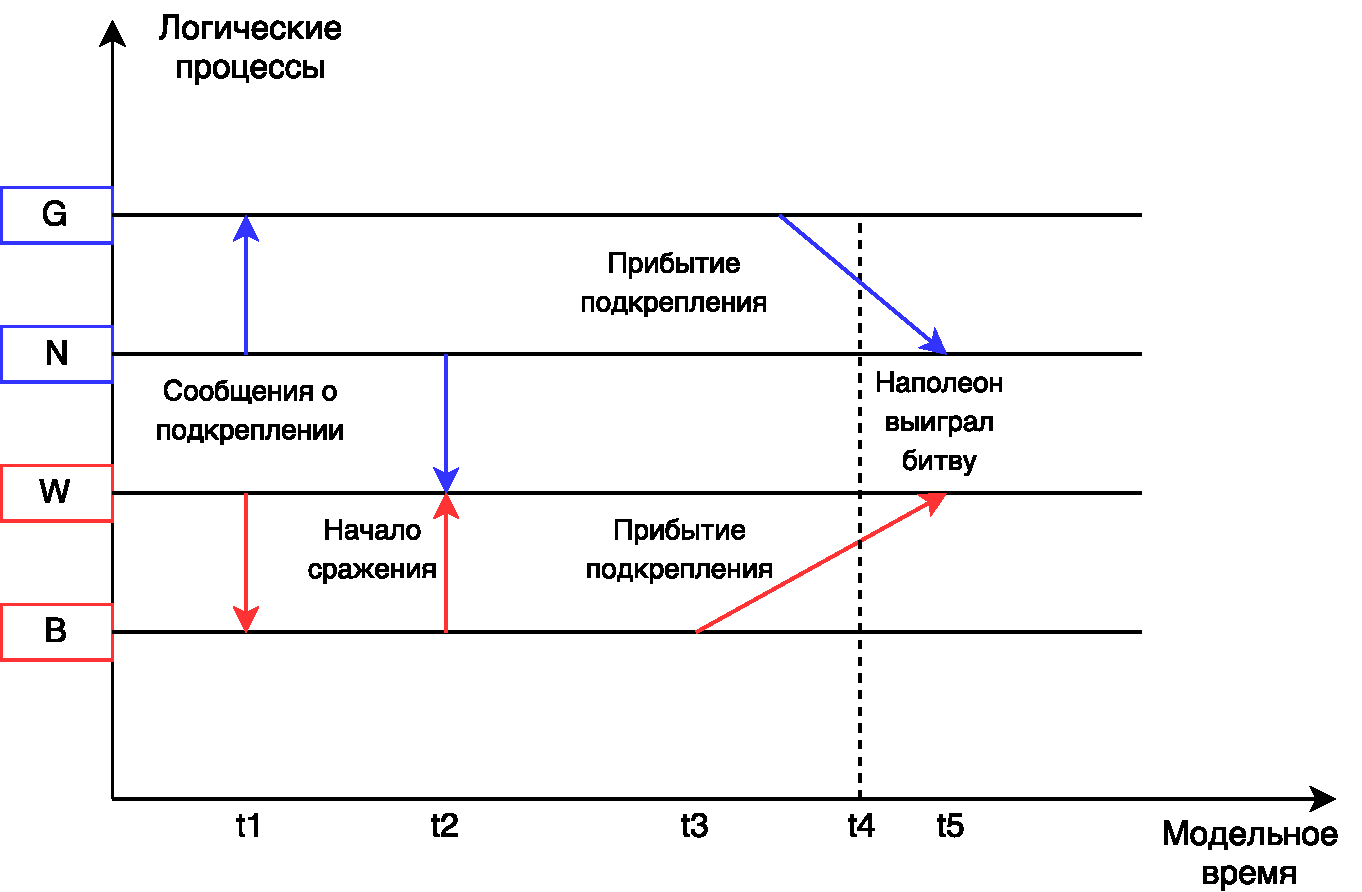 Логические
процессы
G
Прибытие
подкрепления
N
Сообщения о
подкреплении
Наполеон
выиграл
битву
W
Начало
сражения
Прибытие
подкрепления
B
t1
t2
t3
t4
t5
Модельное
время